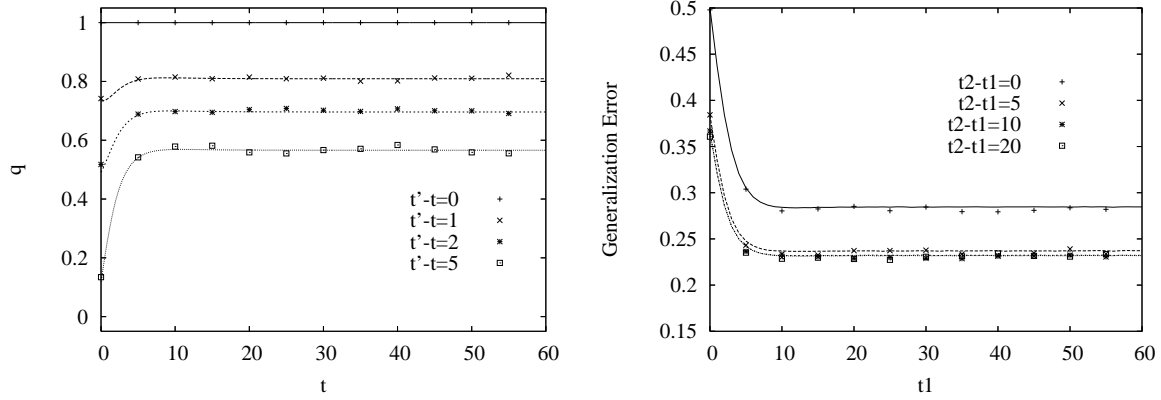 1
0.8
0.6
0.4
0.2
0
q
0 10 20 30 40 50 60
t
t'-t=0
t'-t=1
t'-t=2
t'-t=5
0.5
0.45
0.4
0.35
0.3
0.25
0.2
0.15
Generalization Error
0 10 20 30 40 50 60
t1
t2-t1=0
t2-t1=5
t2-t1=10
t2-t1=20